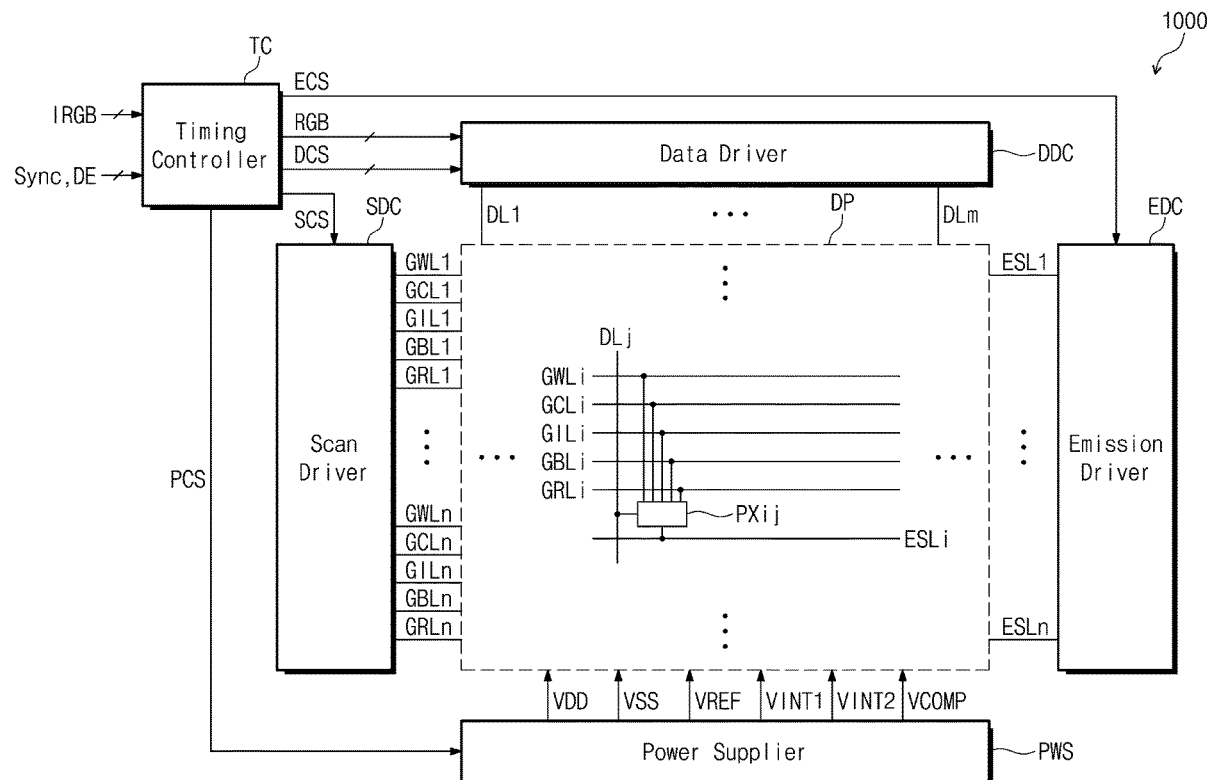 1000
TC
ECS
IRGB
Timing
Controller
RGB
Data Driver
DDC
DCS
Sync,DE
SCS
SDC
DL1
DP
DLm
EDC
GWL1
ESL1
GCL1
GIL1
GBL1
GRL1
DLj
GWLi
GCLi
GILi
GBLi
GRLi
PCS
Scan
Driver
Emission
Driver
PXij
ESLi
GWLn
GCLn
GILn
GBLn
GRLn
ESLn
VDD
VSS
VREF
VINT1
VINT2
VCOMP
Power Supplier
PWS